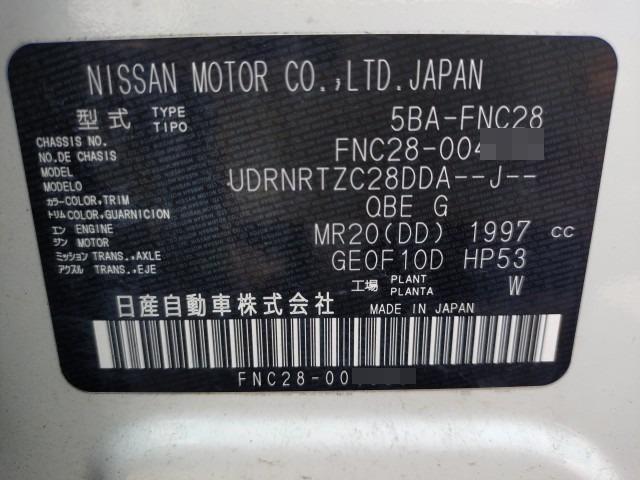 NISSAN MOTOR CO.,LTD.JAPAN
型式 TYPE TIPO 5BA-FNC28
CHASSIS NO. NO.DE CHASSIS FNC28-004
MODEL MODELO UDRNRTZC28DDA--J--
カラー COLOR,TRIM トリム COLOR,GUARNICION QBE G
エンジン ENGINE MOTOR MR20(DD) 1997 cc
ミッション TRANS.,AXLE アクスル TRANS.,EJE GE0F10D HP53
工場 PLANT PLANTA W
日産自動車株式会社 MADE IN JAPAN
FNC28-00